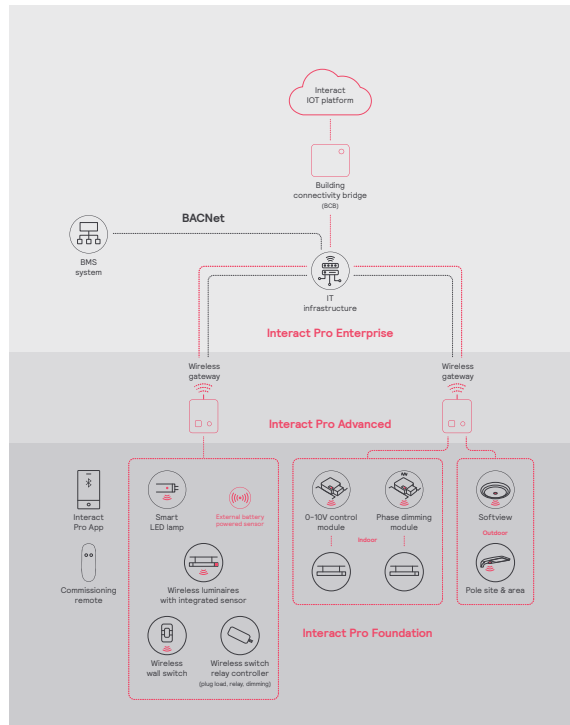 Interact
IOT platform
Building
connectivity bridge
(BCB)
BACNet
BMS
system
IT
infrastructure
Interact Pro Enterprise
Wireless
gateway
Wireless
gateway
Interact Pro Advanced
Interact
Pro App
Smart
LED lamp
External battery
powered sensor
0-10V control
module
Phase dimming
module
Indoor
Softview
Outdoor
Commissioning
remote
Wireless luminaires
with integrated sensor
Pole site & area
Interact Pro Foundation
Wireless
wall switch
Wireless switch
relay controller
(plug load, relay, dimming)